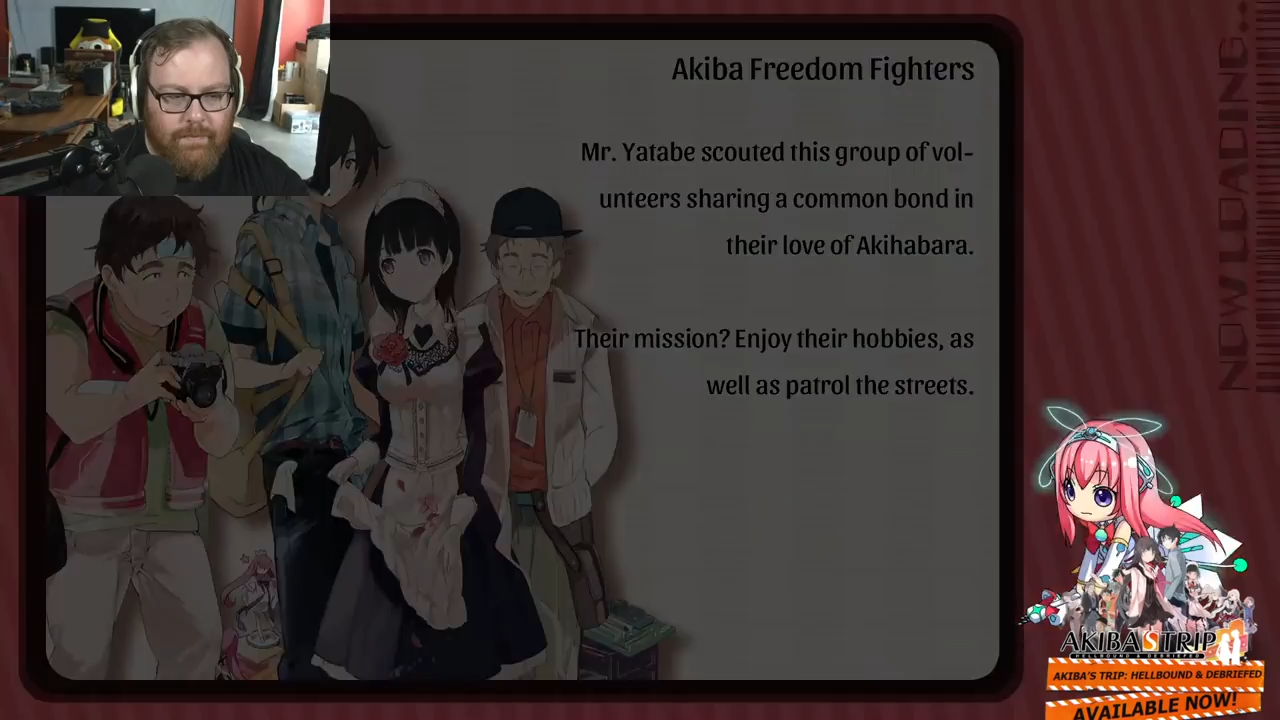 Akiba Freedom Fighters
Mr. Yatabe scouted this group of vol-
unteers sharing a common bond in
their love of Akihabara.
Their mission? Enjoy their hobbies, as
well as patrol the streets.
NOW LOADING...
AKIBA'S TRIP
HELLBOUND & DEBRIEFED
AKIBA'S TRIP: HELLBOUND & DEBRIEFED
AVAILABLE NOW!